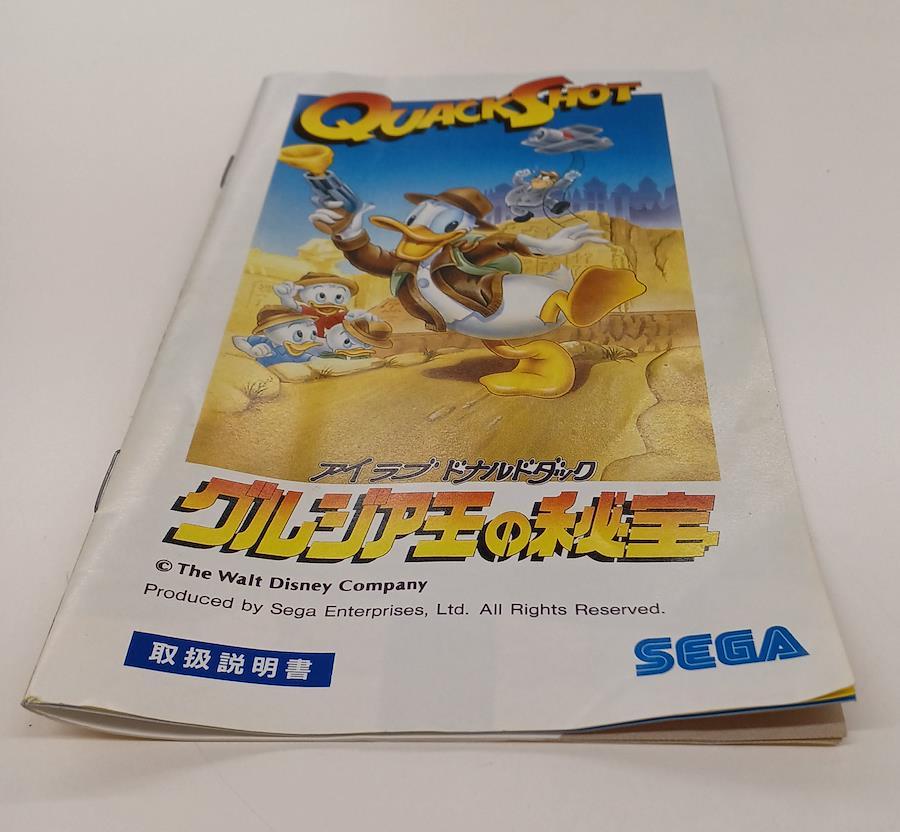 QUACKSHOT
アイ ラブ ドナルドダック
グルジア王の秘宝
© The Walt Disney Company
Produced by Sega Enterprises, Ltd. All Rights Reserved.
取扱説明書
SEGA